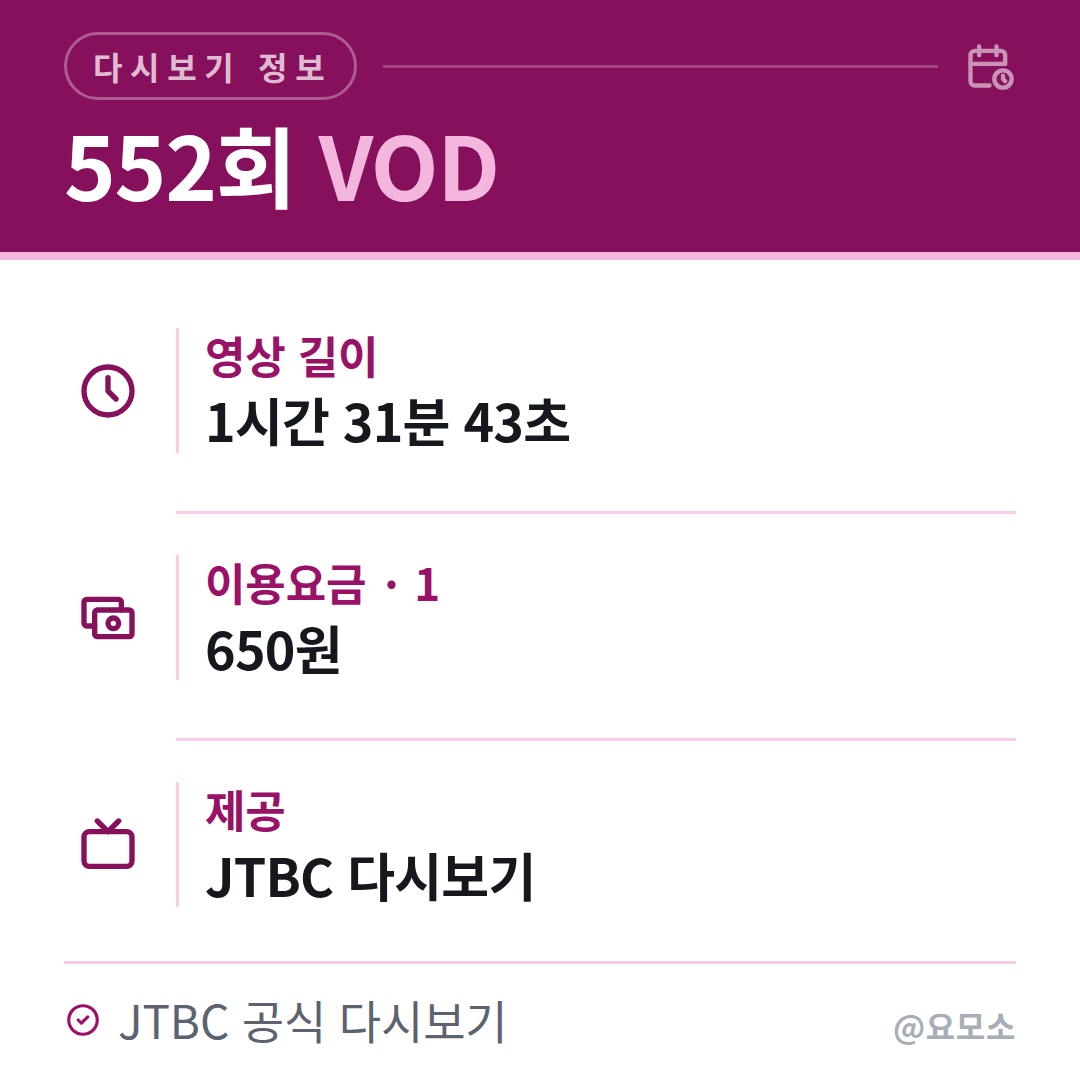 다시보기 정보
552회 VOD
영상 길이
1시간 31분 43초
이용요금 · 1
650원
제공
JTBC 다시보기
JTBC 공식 다시보기
@요모소